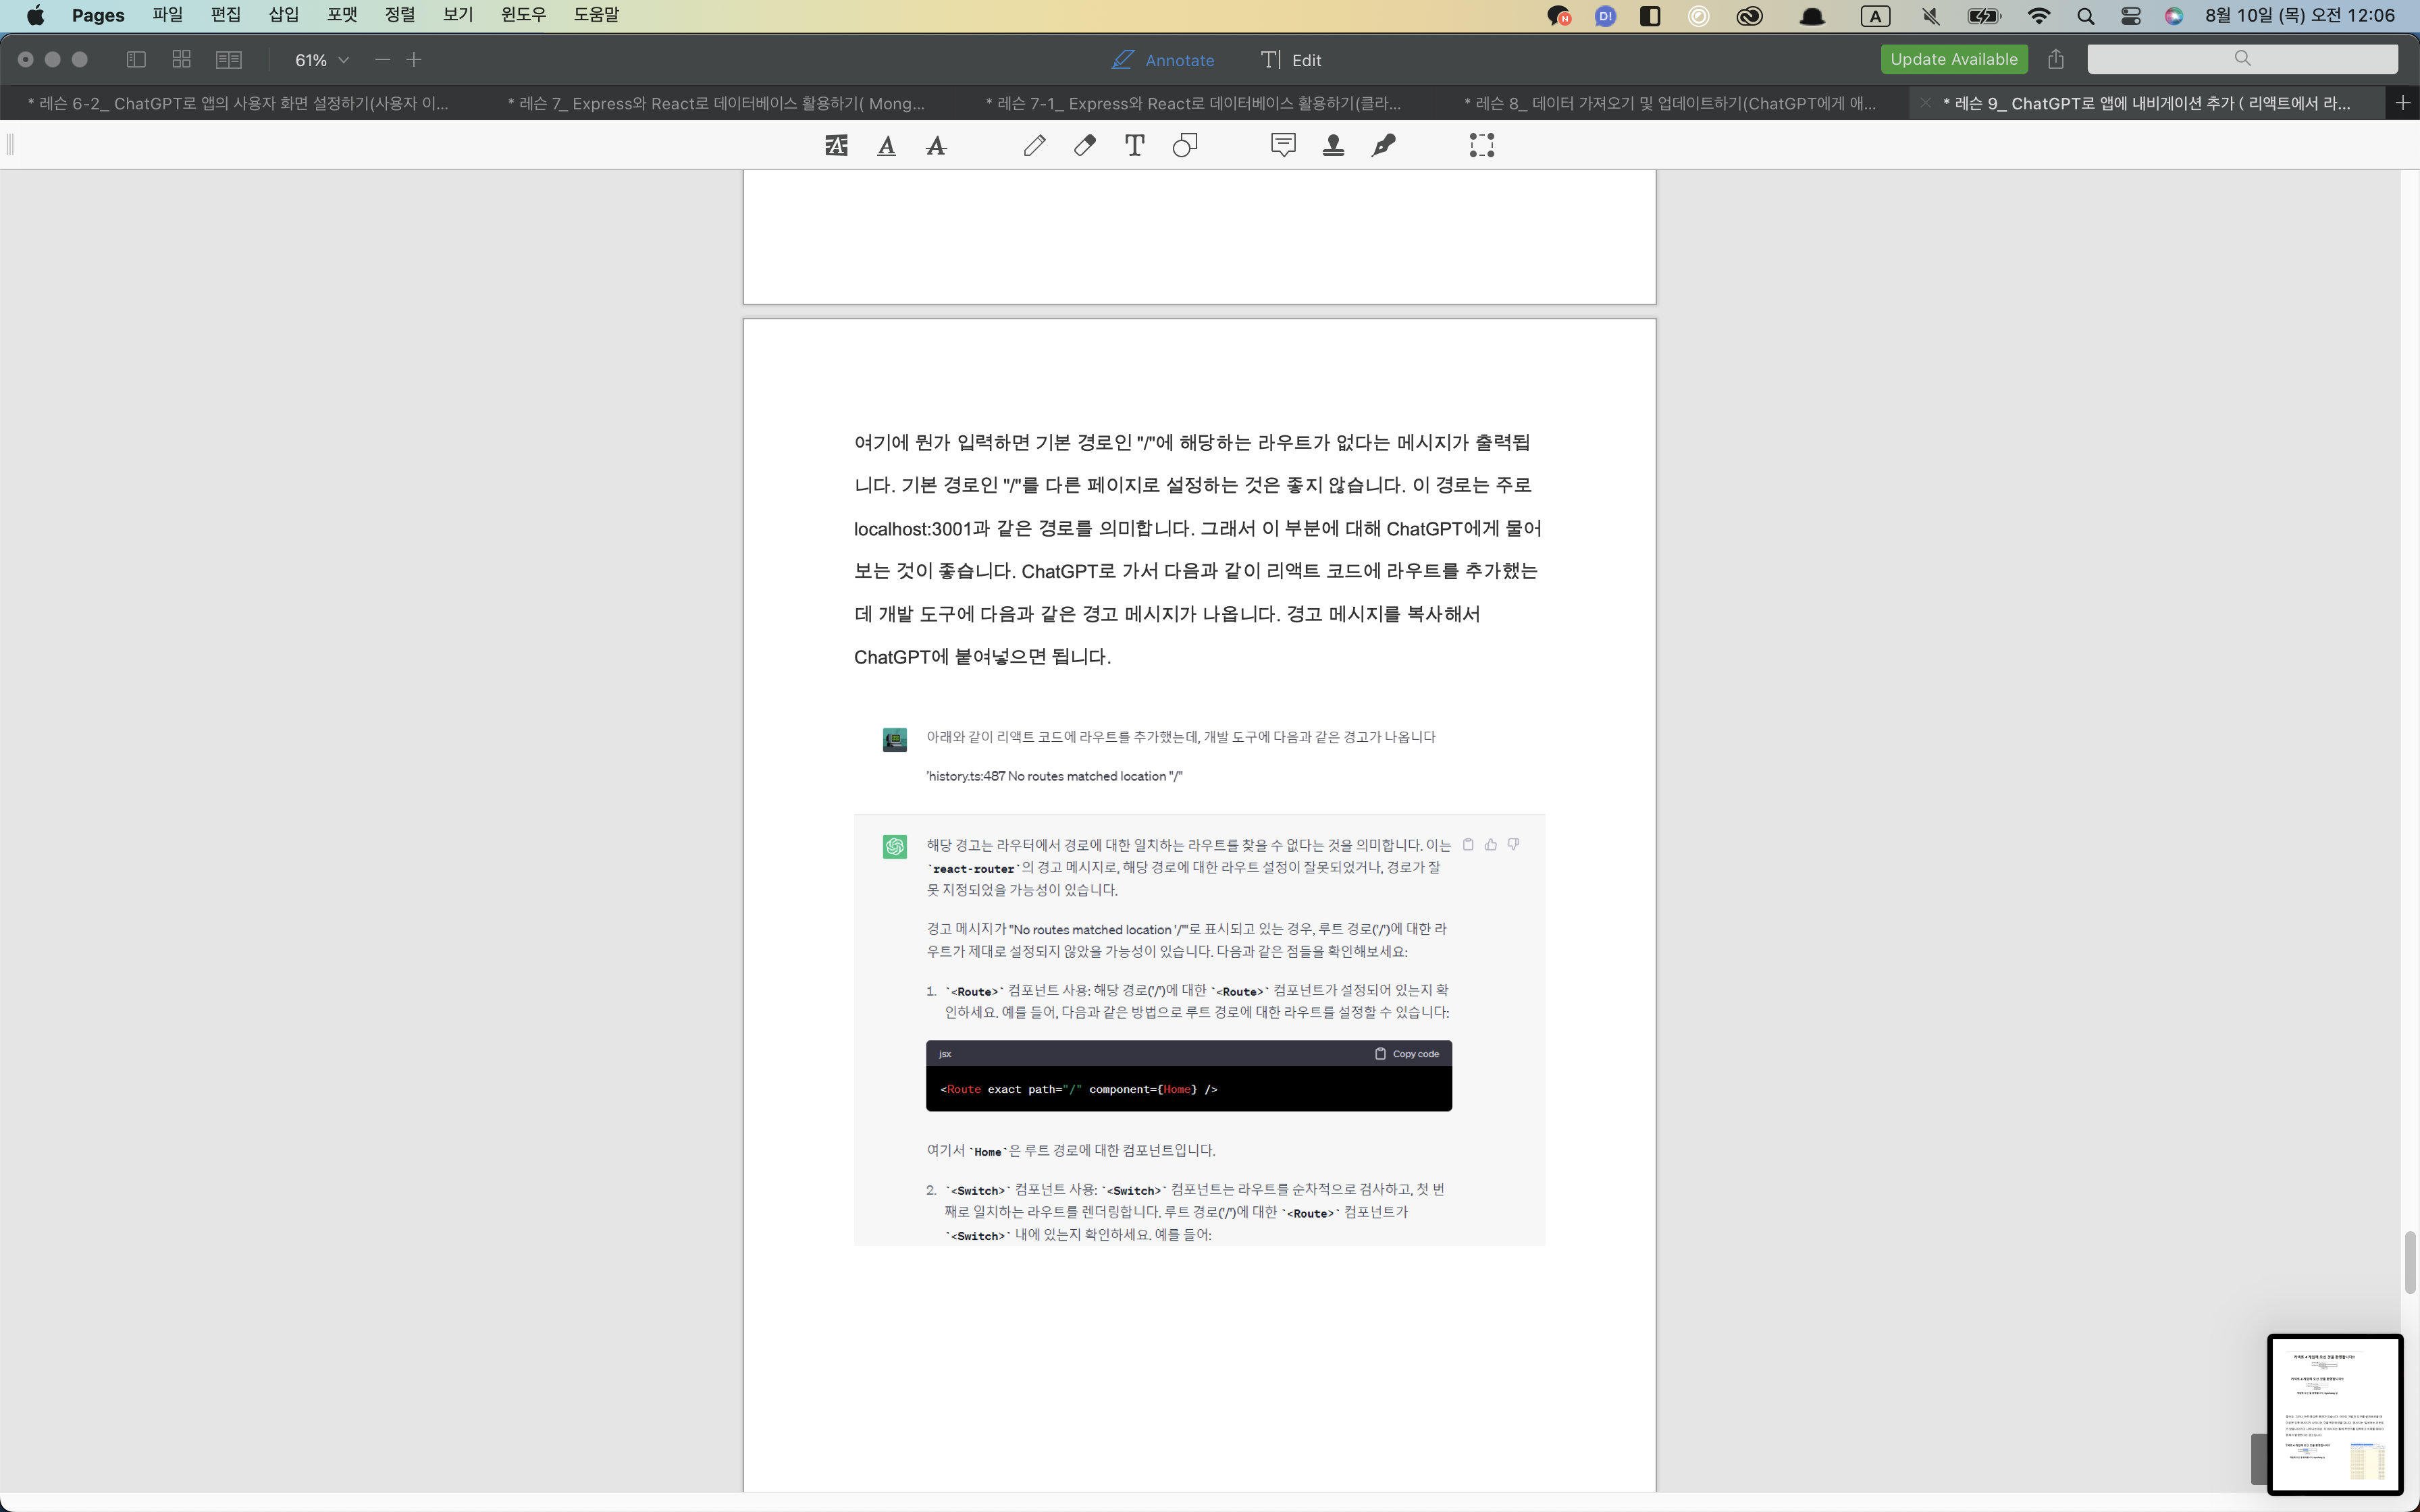 Pages 파일 편집 삽입 포맷 정렬 보기 윈도우 도움말 N DI A 8월 10일 (목) 오전 12:06
61% Annotate Edit Update Available
* 레슨 6-2_ ChatGPT로 앱의 사용자 화면 설정하기(사용자 이... * 레슨 7_ Express와 React로 데이터베이스 활용하기( Mong... * 레슨 7-1_ Express와 React로 데이터베이스 활용하기(클라... * 레슨 8_ 데이터 가져오기 및 업데이트하기(ChatGPT에게 애... * 레슨 9_ ChatGPT로 앱에 내비게이션 추가 ( 리액트에서 라...
여기에 뭔가 입력하면 기본 경로인 "/"에 해당하는 라우트가 없다는 메시지가 출력됩
니다. 기본 경로인 "/"를 다른 페이지로 설정하는 것은 좋지 않습니다. 이 경로는 주로
localhost:3001과 같은 경로를 의미합니다. 그래서 이 부분에 대해 ChatGPT에게 물어
보는 것이 좋습니다. ChatGPT로 가서 다음과 같이 리액트 코드에 라우트를 추가했는
데 개발 도구에 다음과 같은 경고 메시지가 나옵니다. 경고 메시지를 복사해서
ChatGPT에 붙여넣으면 됩니다.
아래와 같이 리액트 코드에 라우트를 추가했는데, 개발 도구에 다음과 같은 경고가 나옵니다
'history.ts:487 No routes matched location "/"
해당 경고는 라우터에서 경로에 대한 일치하는 라우트를 찾을 수 없다는 것을 의미합니다. 이는
`react-router`의 경고 메시지로, 해당 경로에 대한 라우트 설정이 잘못되었거나, 경로가 잘
못 지정되었을 가능성이 있습니다.
경고 메시지가 "No routes matched location '/'"로 표시되고 있는 경우, 루트 경로('/')에 대한 라
우트가 제대로 설정되지 않았을 가능성이 있습니다. 다음과 같은 점들을 확인해보세요:
1. `<Route>` 컴포넌트 사용: 해당 경로('/')에 대한 `<Route>` 컴포넌트가 설정되어 있는지 확
인하세요. 예를 들어, 다음과 같은 방법으로 루트 경로에 대한 라우트를 설정할 수 있습니다:
jsx Copy code
<Route exact path="/" component={Home} />
여기서 `Home`은 루트 경로에 대한 컴포넌트입니다.
2. `<Switch>` 컴포넌트 사용: `<Switch>` 컴포넌트는 라우트를 순차적으로 검사하고, 첫 번
째로 일치하는 라우트를 렌더링합니다. 루트 경로('/')에 대한 `<Route>` 컴포넌트가
`<Switch>` 내에 있는지 확인하세요. 예를 들어: